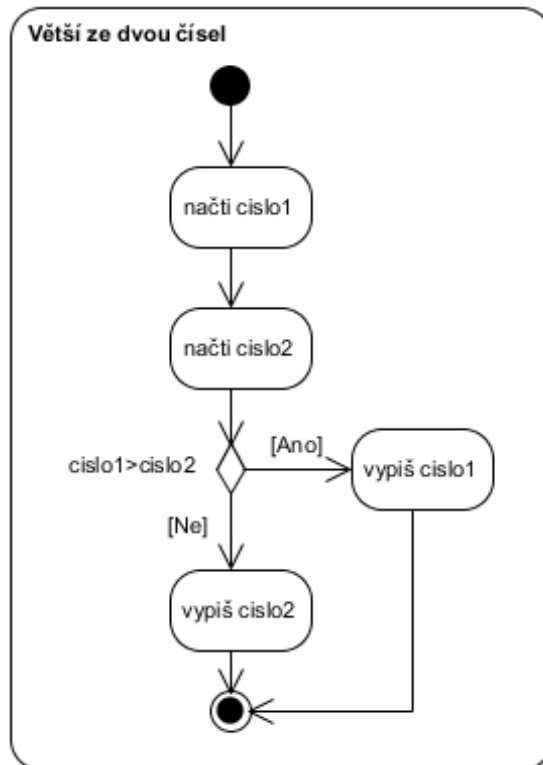 Větší ze dvou čísel
načti cislo1
načti cislo2
cislo1>cislo2
[Ano]
vypiš cislo1
[Ne]
vypiš cislo2